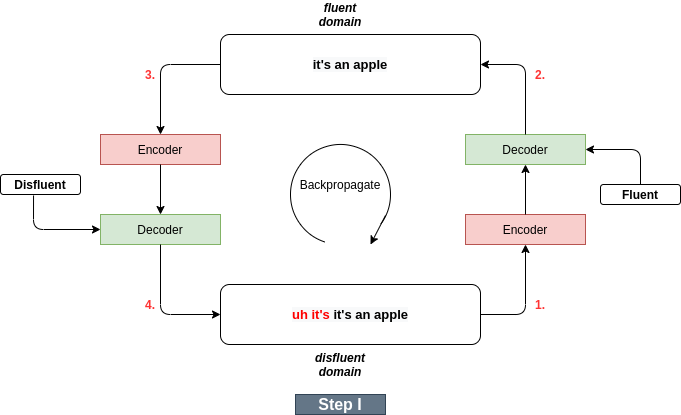 fluent
domain
it's an apple
3.
2.
Encoder
Decoder
Backpropagate
Disfluent
Fluent
Decoder
Encoder
4.
1.
uh it's it's an apple
disfluent
domain
Step I